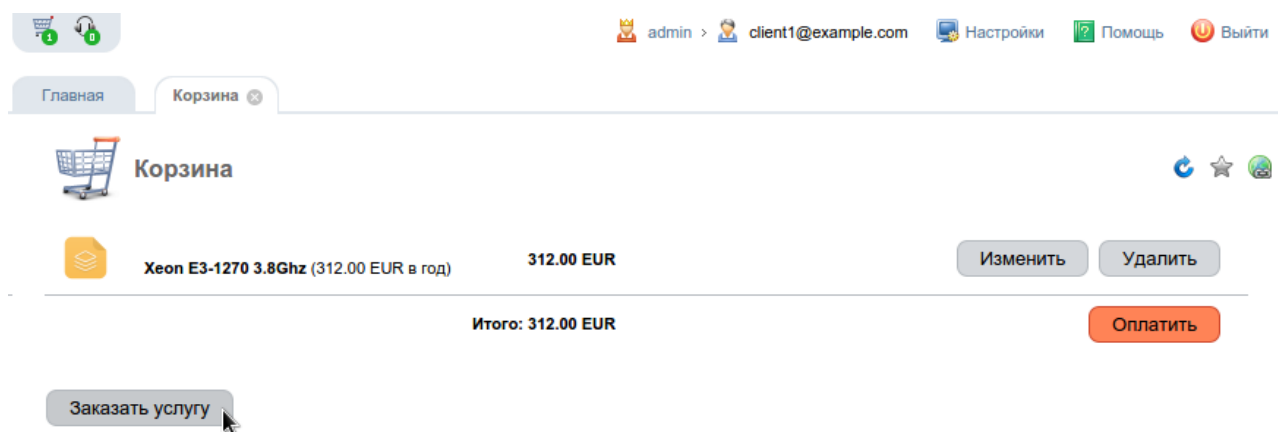 1 0 admin > client1@example.com Настройки ? Помощь Выйти
Главная Корзина
Корзина
Xeon E3-1270 3.8Ghz (312.00 EUR в год) 312.00 EUR Изменить Удалить
Итого: 312.00 EUR Оплатить
Заказать услугу